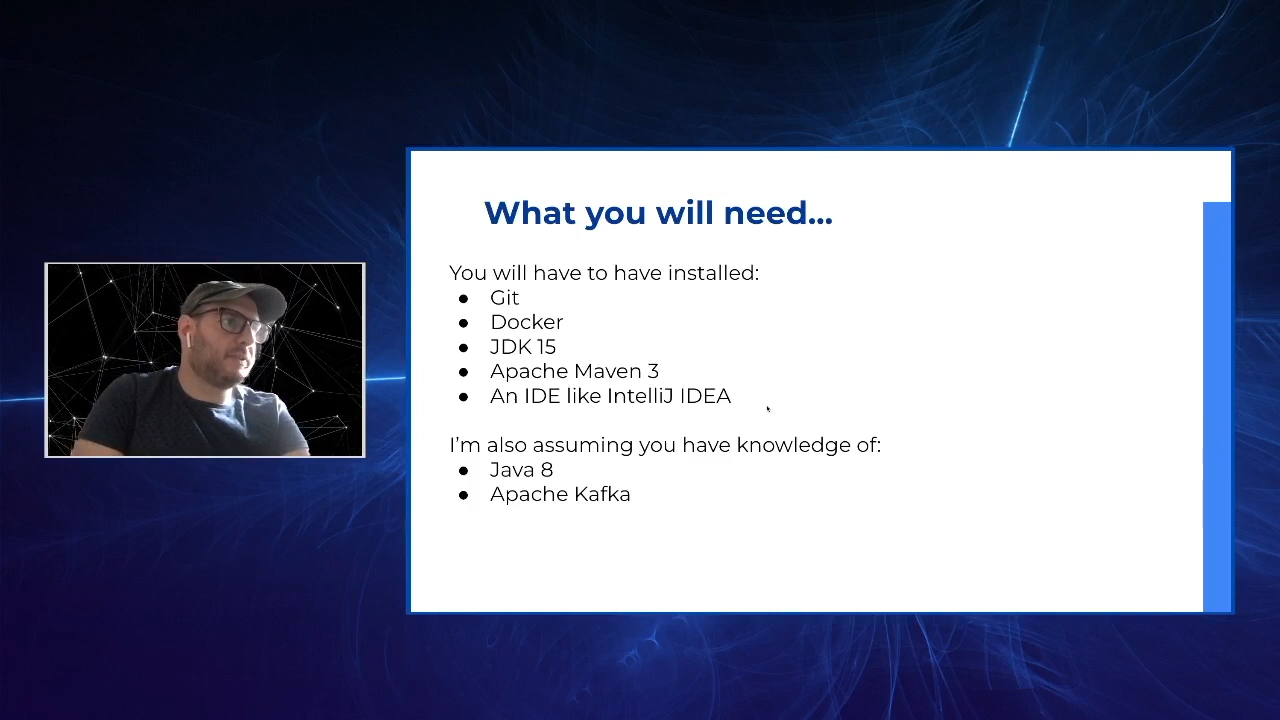 What you will need...
You will have to have installed:
● Git
● Docker
● JDK 15
● Apache Maven 3
● An IDE like IntelliJ IDEA
I'm also assuming you have knowledge of:
● Java 8
● Apache Kafka